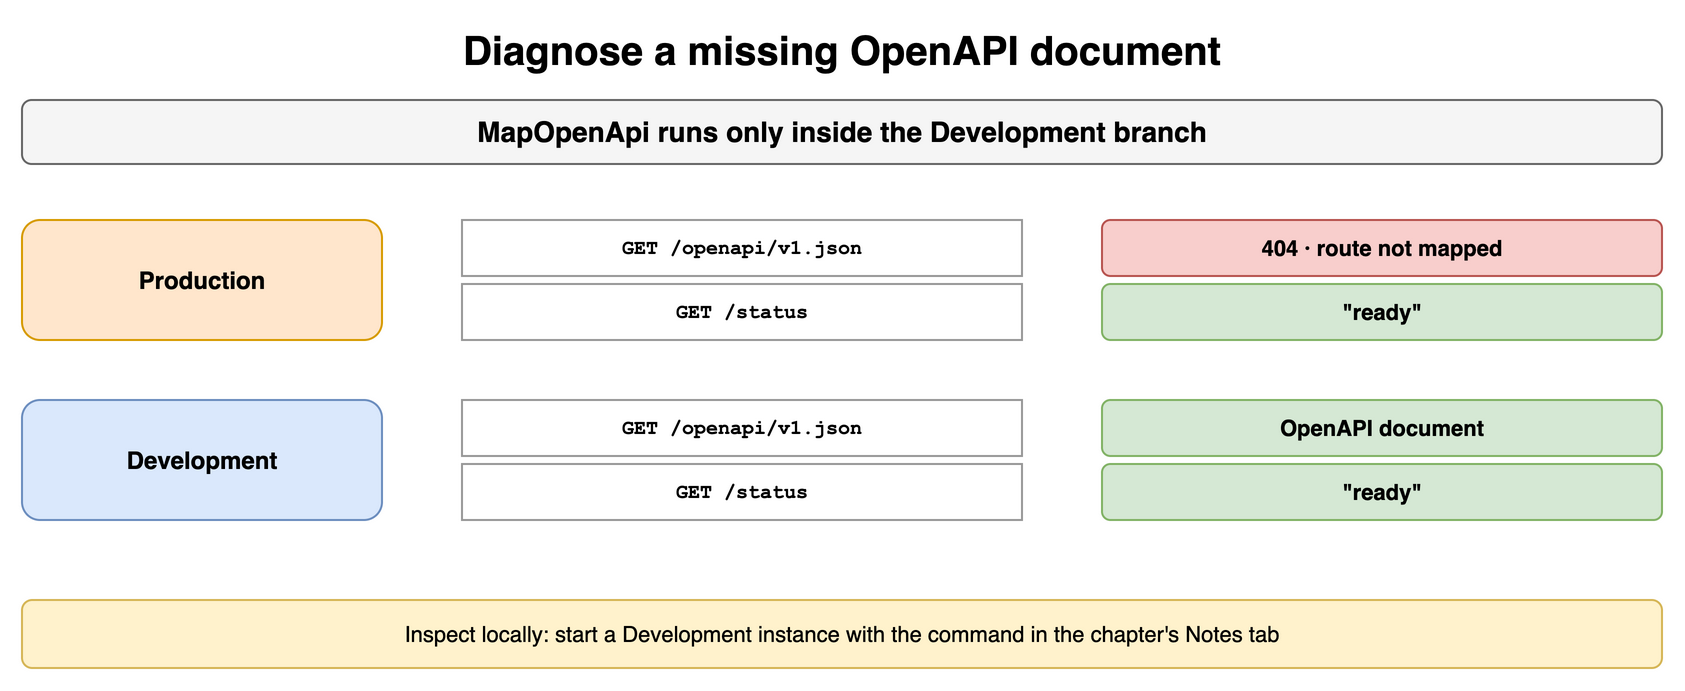 Diagnose a missing OpenAPI document
MapOpenApi runs only inside the Development branch
Production
GET /openapi/v1.json
404 · route not mapped
GET /status
"ready"
Development
GET /openapi/v1.json
OpenAPI document
GET /status
"ready"
Inspect locally: start a Development instance with the command in the chapter's Notes tab